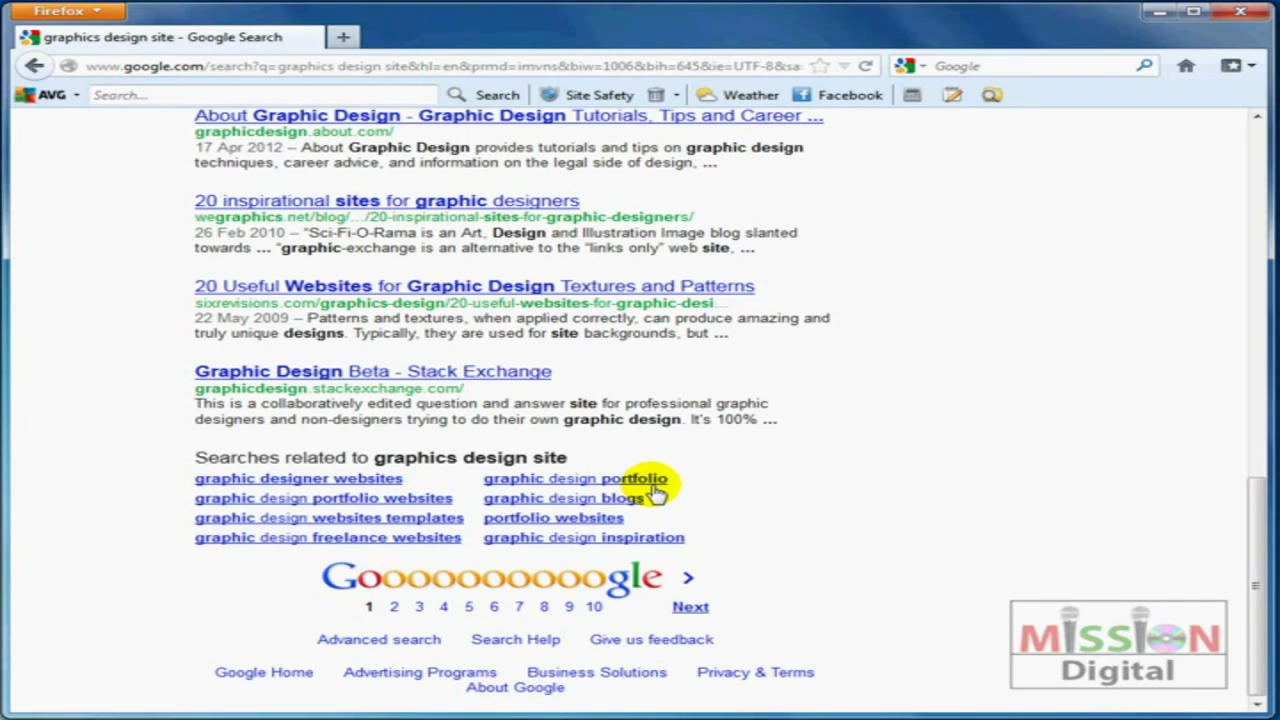 Firefox
graphics design site - Google Search
www.google.com/search?q=graphics design site&hl=en&prmd=imvns&biw=1006&bih=645&ie=UTF-8&sa=
Google
AVG
Search...
Search
Site Safety
Weather
Facebook
About Graphic Design - Graphic Design Tutorials, Tips and Career ...
graphicdesign.about.com/
17 Apr 2012 – About Graphic Design provides tutorials and tips on graphic design
techniques, career advice, and information on the legal side of design, ...
20 inspirational sites for graphic designers
wegraphics.net/blog/.../20-inspirational-sites-for-graphic-designers/
26 Feb 2010 – “Sci-Fi-O-Rama is an Art, Design and Illustration Image blog slanted
towards ... “graphic-exchange is an alternative to the “links only” web site, ...
20 Useful Websites for Graphic Design Textures and Patterns
sixrevisions.com/graphics-design/20-useful-websites-for-graphic-desi...
22 May 2009 – Patterns and textures, when applied correctly, can produce amazing and
truly unique designs. Typically, they are used for site backgrounds, but ...
Graphic Design Beta - Stack Exchange
graphicdesign.stackexchange.com/
This is a collaboratively edited question and answer site for professional graphic
designers and non-designers trying to do their own graphic design. It's 100% ...
Searches related to graphics design site
graphic designer websites
graphic design portfolio
graphic design portfolio websites
graphic design blogs
graphic design websites templates
portfolio websites
graphic design freelance websites
graphic design inspiration
Goooooooooogle >
1 2 3 4 5 6 7 8 9 10 Next
Advanced search Search Help Give us feedback
Google Home Advertising Programs Business Solutions Privacy & Terms
About Google
MISSION
Digital